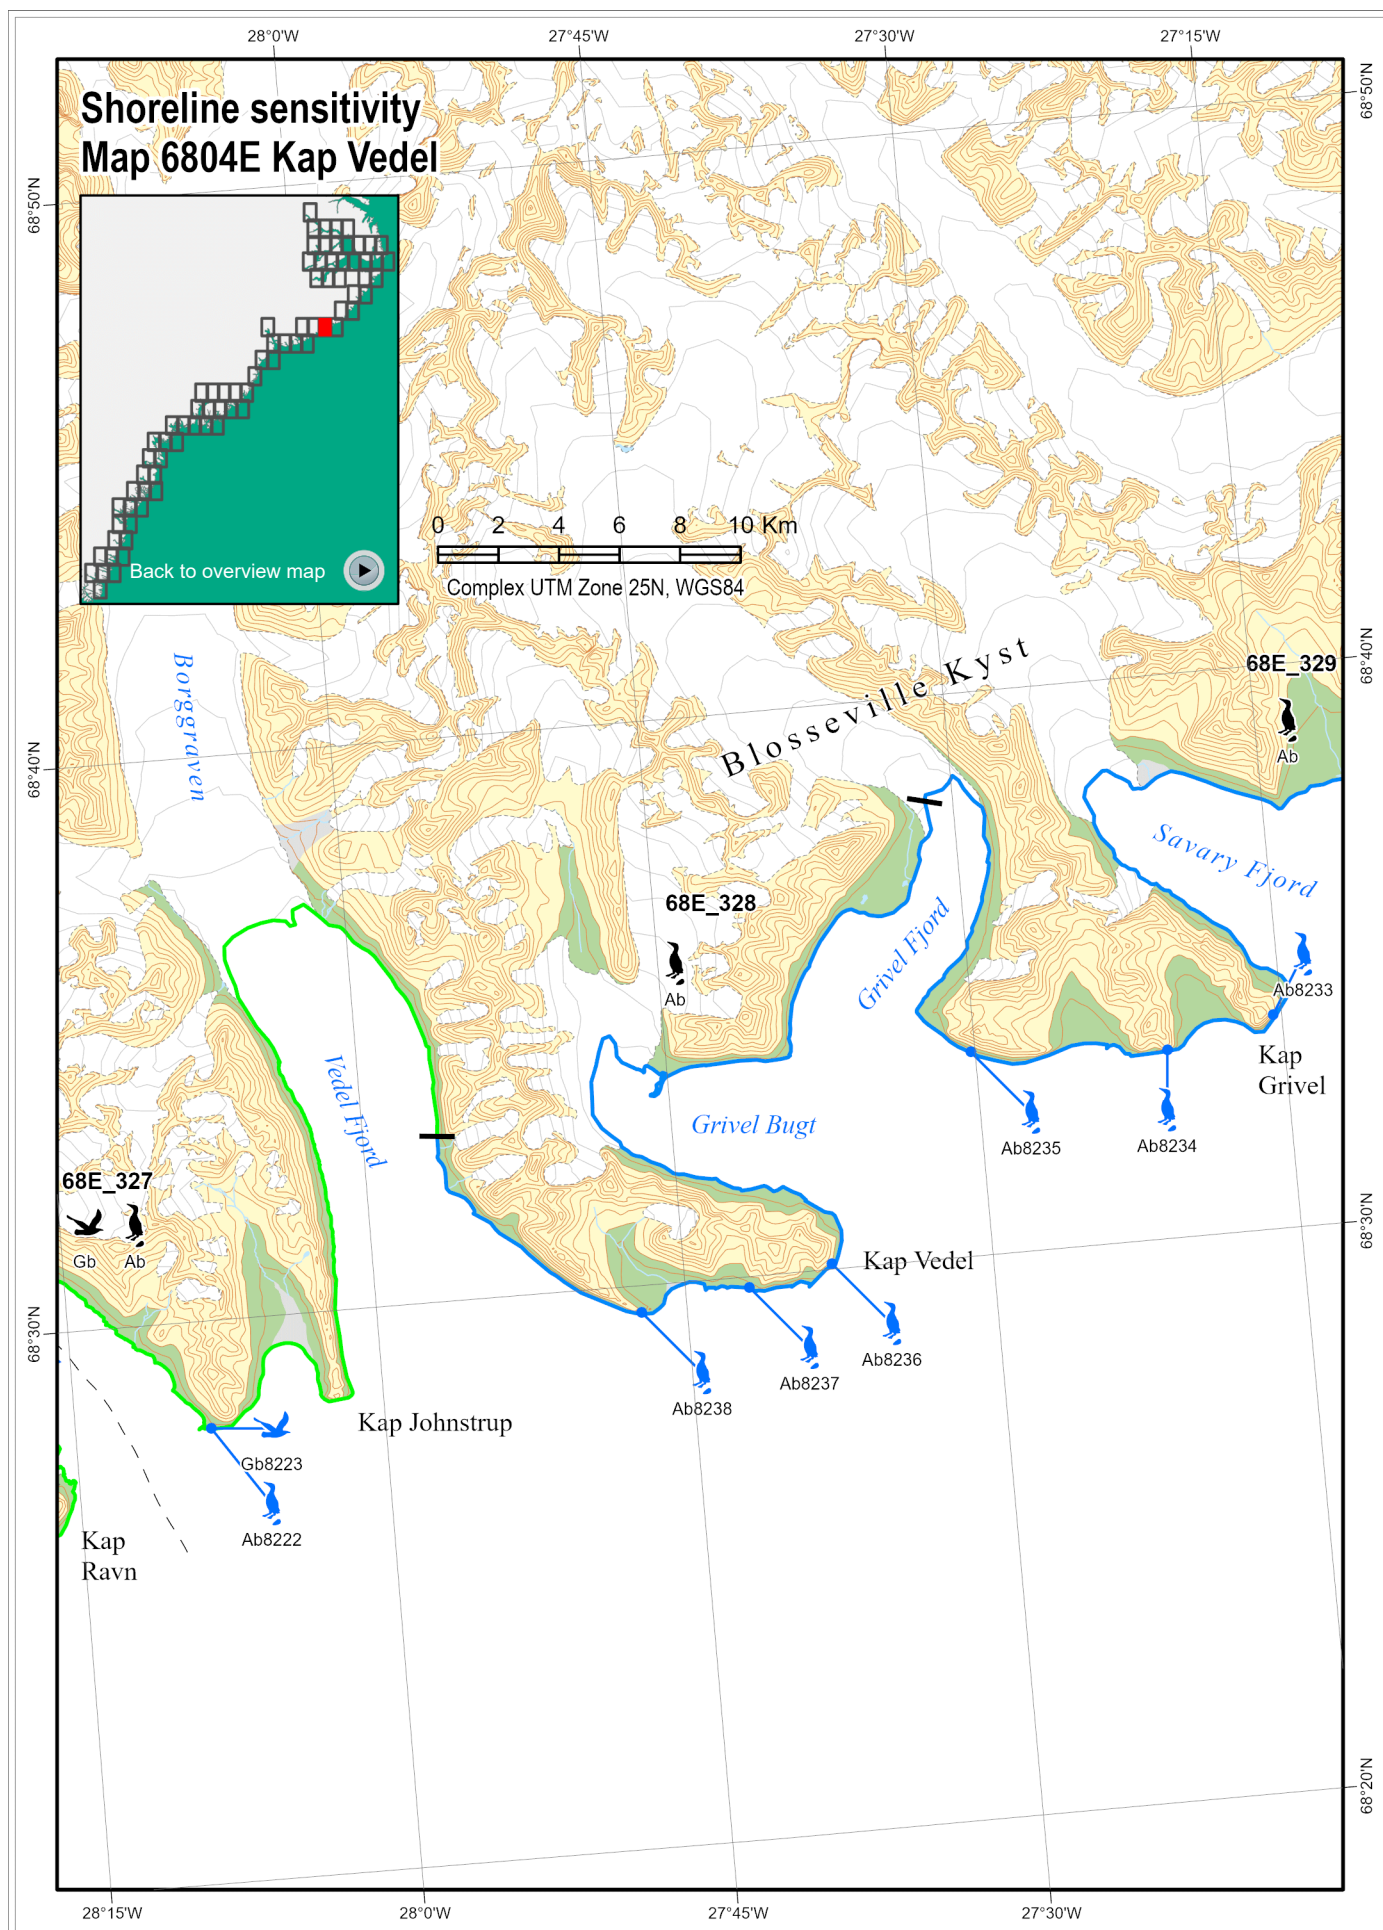 28°0'W
27°45'W
27°30'W
27°15'W
68°50'N
68°50'N
Shoreline sensitivity
Map 6804E Kap Vedel
Back to overview map
0 2 4 6 8 10 Km
Complex UTM Zone 25N, WGS84
Borggraven
Blosseville Kyst
68°40'N
68°40'N
68E_329
Ab
Savary Fjord
68E_328
Ab
Grivel Fjord
Ab8233
Kap
Grivel
Vedel Fjord
Grivel Bugt
Ab8235
Ab8234
68E_327
Gb
Ab
Kap Vedel
68°30'N
68°30'N
Ab8236
Ab8237
Ab8238
Kap Johnstrup
Gb8223
Ab8222
Kap
Ravn
68°20'N
28°15'W
28°0'W
27°45'W
27°30'W